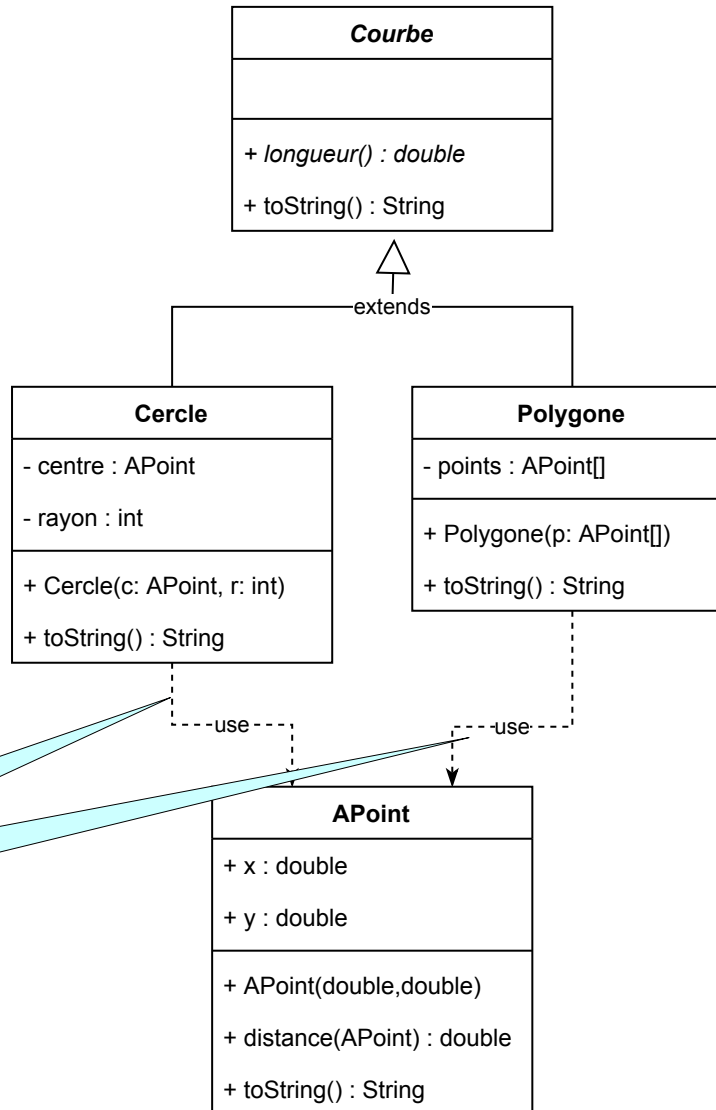 Courbe
+ longueur() : double
+ toString() : String
extends
Cercle
- centre : APoint
- rayon : int
+ Cercle(c: APoint, r: int)
+ toString() : String
Polygone
- points : APoint[]
+ Polygone(p: APoint[])
+ toString() : String
use
use
APoint
+ x : double
+ y : double
+ APoint(double,double)
+ distance(APoint) : double
+ toString() : String